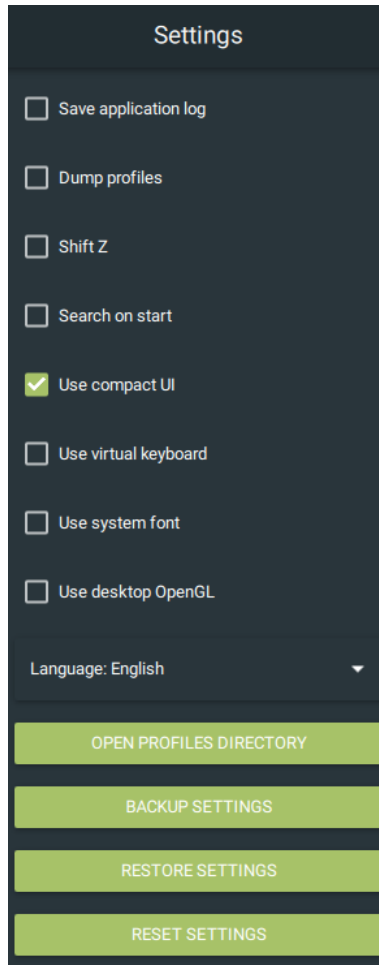 Settings
Save application log
Dump profiles
Shift Z
Search on start
Use compact UI
Use virtual keyboard
Use system font
Use desktop OpenGL
Language: English
OPEN PROFILES DIRECTORY
BACKUP SETTINGS
RESTORE SETTINGS
RESET SETTINGS